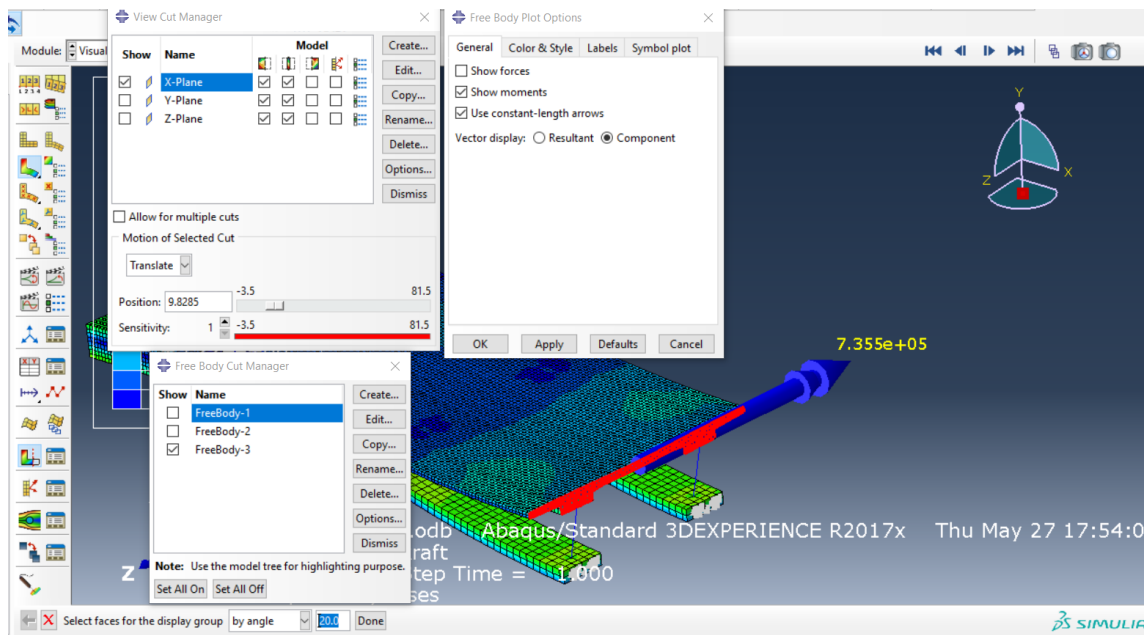 View Cut Manager
Free Body Plot Options
Module: Visual
Show Name Model
X-Plane
Y-Plane
Z-Plane
Create...
Edit...
Copy...
Rename...
Delete...
Options...
Dismiss
Allow for multiple cuts
Motion of Selected Cut
Translate
Position: 9.8285 -3.5 81.5
Sensitivity: 1 -3.5 81.5
General Color & Style Labels Symbol plot
Show forces
Show moments
Use constant-length arrows
Vector display: Resultant Component
OK Apply Defaults Cancel
Y
Z X
7.355e+05
Free Body Cut Manager
Show Name
FreeBody-1
FreeBody-2
FreeBody-3
Create...
Edit...
Copy...
Rename...
Delete...
Options...
Dismiss
Note: Use the model tree for highlighting purpose.
Set All On Set All Off
.odb Abaqus/Standard 3DEXPERIENCE R2017x Thu May 27 17:54:0
raft
tep Time = 1.000
ses
Z
Select faces for the display group by angle 20.0 Done
SIMULIA